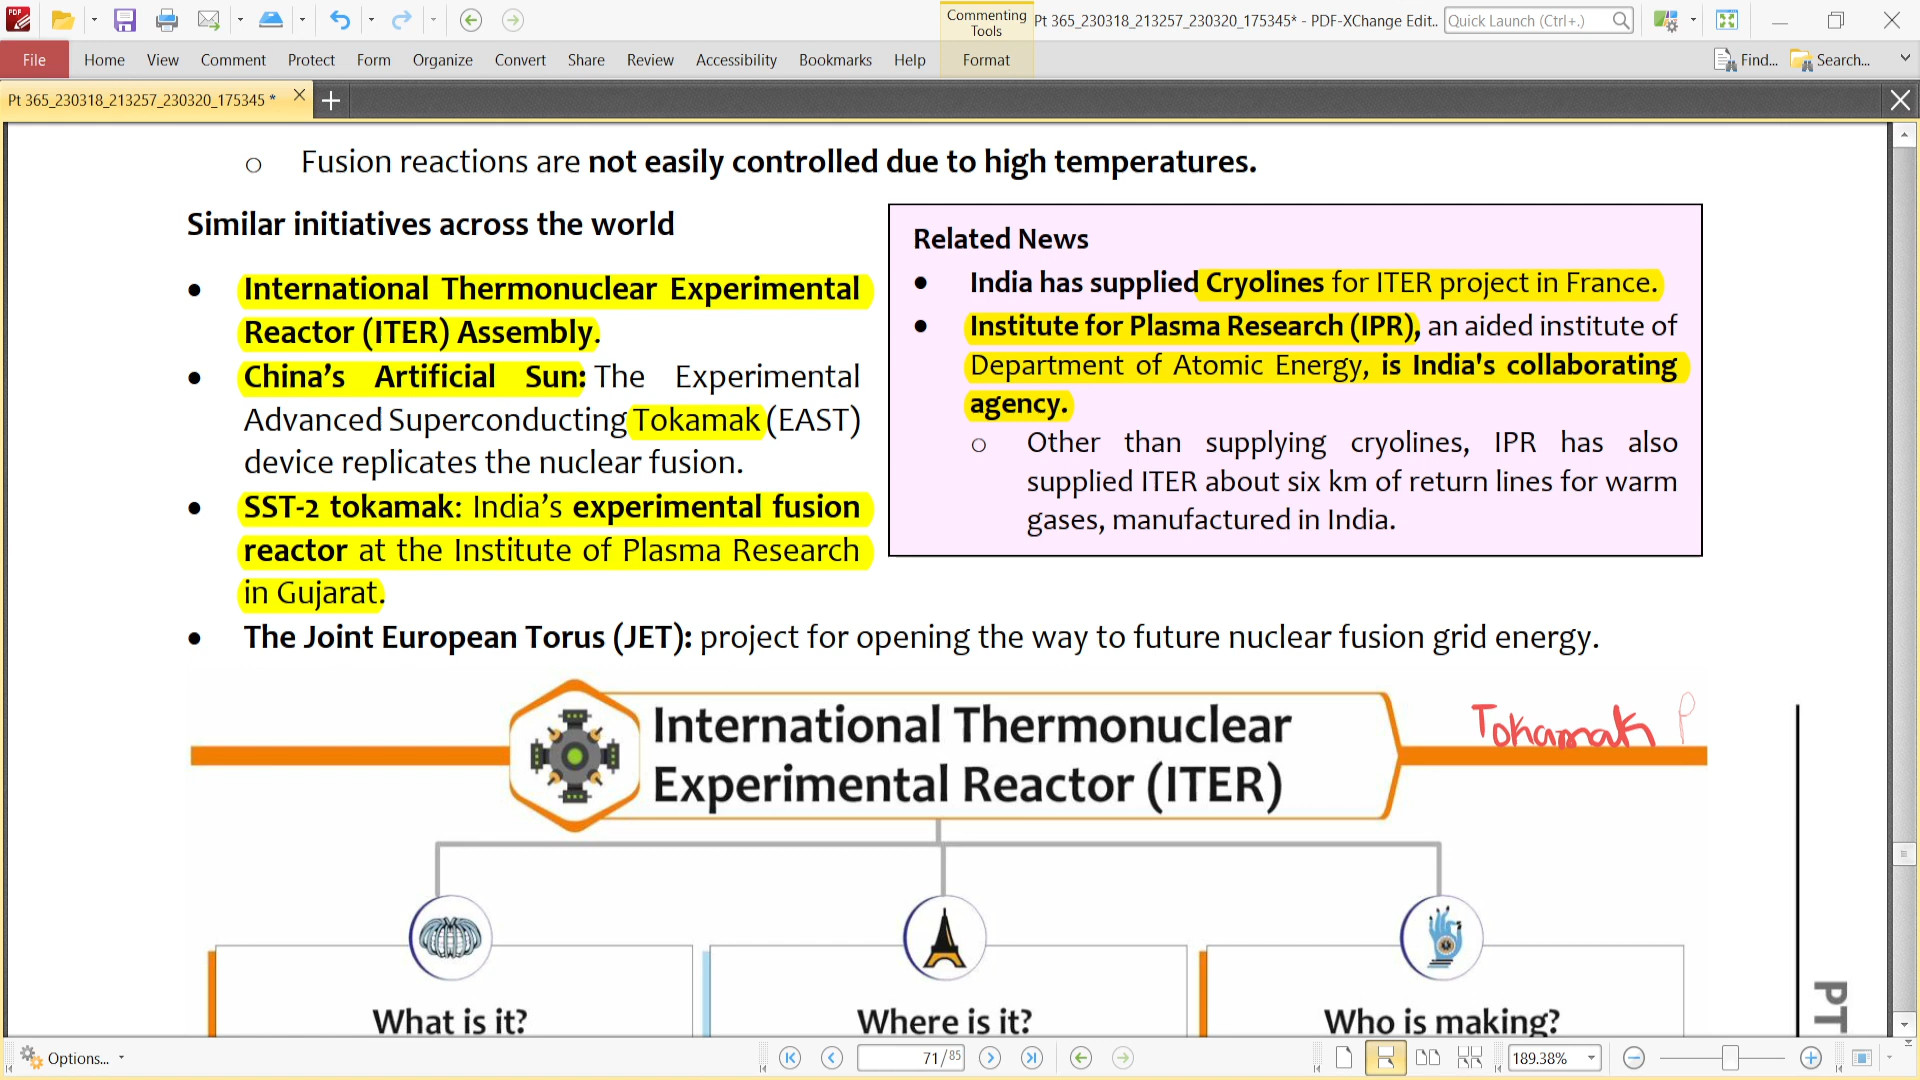 Commenting
Tools
Pt 365_230318_213257_230320_175345* - PDF-XChange Edit..
Quick Launch (Ctrl+.)
File
Home
View
Comment
Protect
Form
Organize
Convert
Share
Review
Accessibility
Bookmarks
Help
Format
Find...
Search...
Pt 365_230318_213257_230320_175345 *
o Fusion reactions are not easily controlled due to high temperatures.
Similar initiatives across the world
• International Thermonuclear Experimental
Reactor (ITER) Assembly.
• China’s Artificial Sun: The Experimental
Advanced Superconducting Tokamak (EAST)
device replicates the nuclear fusion.
• SST-2 tokamak: India’s experimental fusion
reactor at the Institute of Plasma Research
in Gujarat.
• The Joint European Torus (JET): project for opening the way to future nuclear fusion grid energy.
Related News
• India has supplied Cryolines for ITER project in France.
• Institute for Plasma Research (IPR), an aided institute of
Department of Atomic Energy, is India's collaborating
agency.
o Other than supplying cryolines, IPR has also
supplied ITER about six km of return lines for warm
gases, manufactured in India.
International Thermonuclear
Experimental Reactor (ITER)
Tokamak P
What is it?
Where is it?
Who is making?
PT
Options...
71/85
189.38%